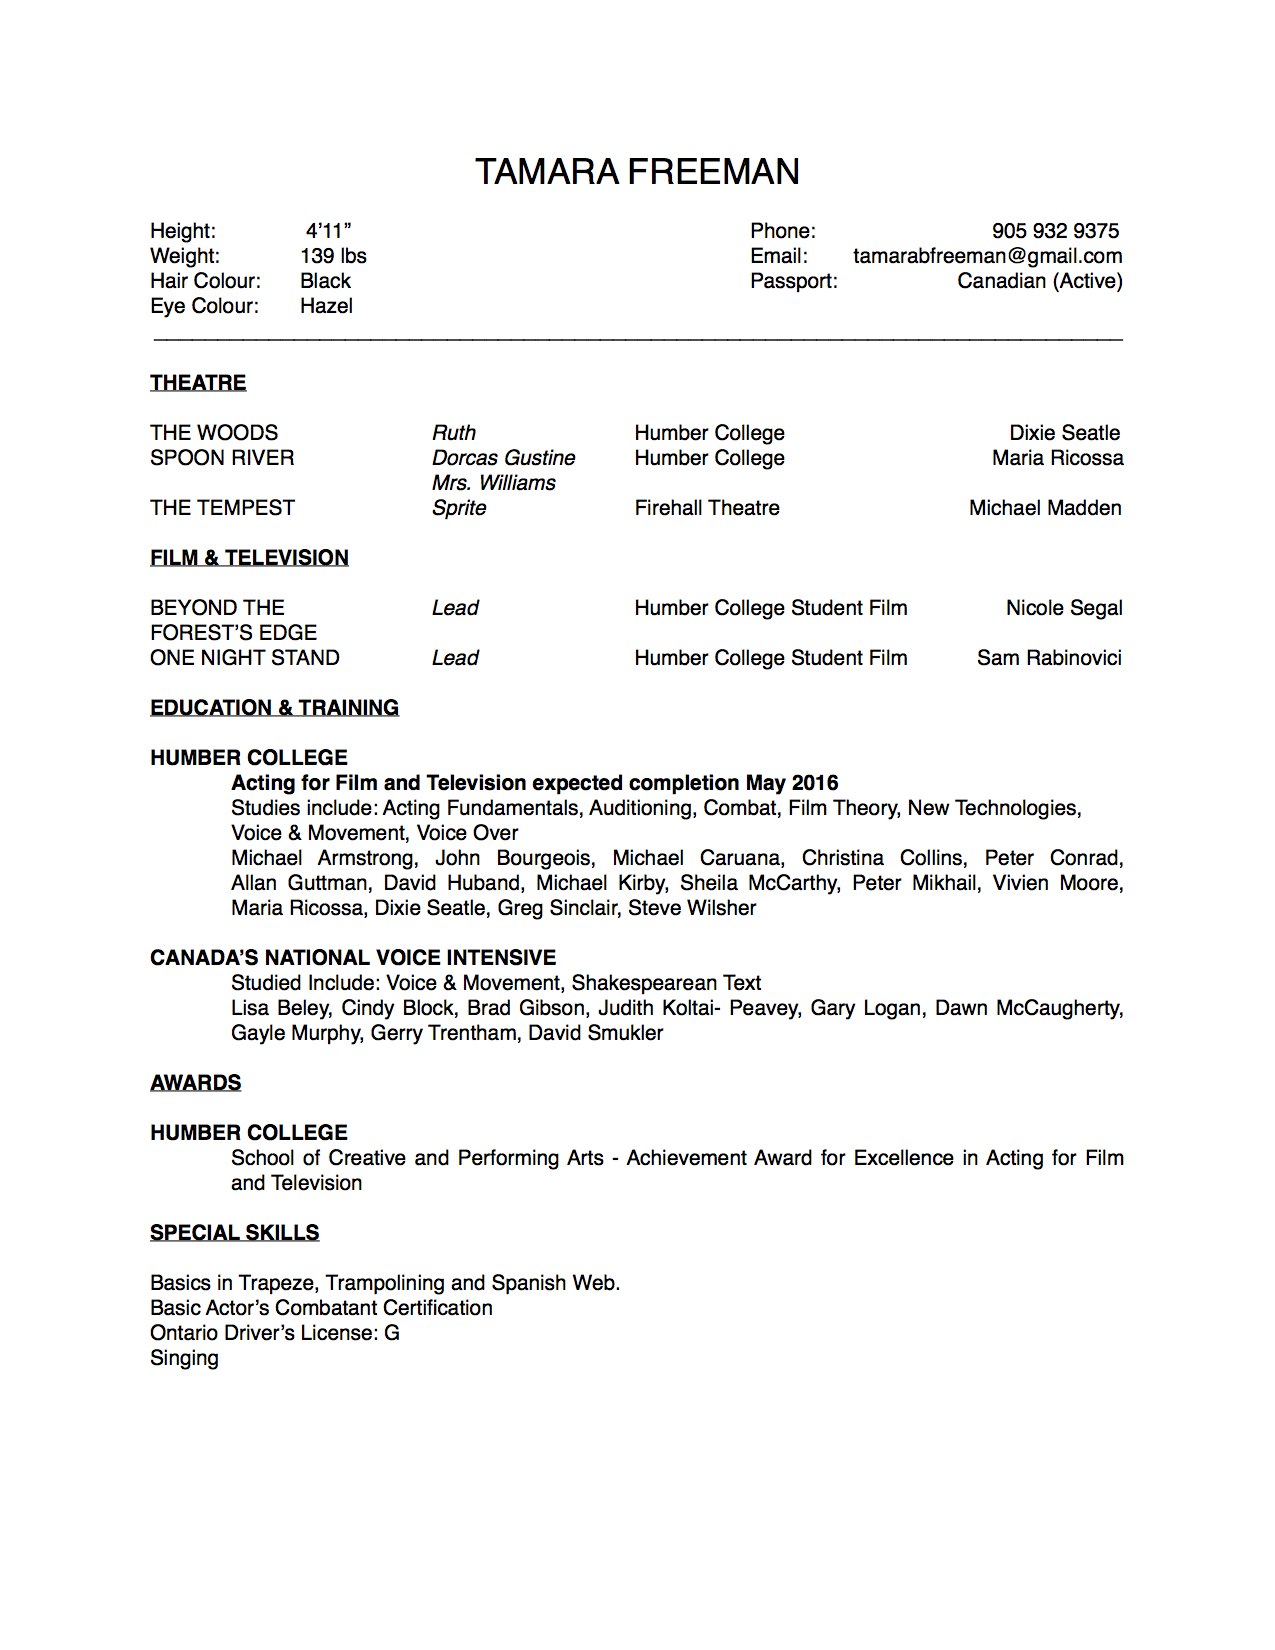 TAMARA FREEMAN
Height: 4’11” Phone: 905 932 9375
Weight: 139 lbs Email: tamarabfreeman@gmail.com
Hair Colour: Black Passport: Canadian (Active)
Eye Colour: Hazel
THEATRE
THE WOODS Ruth Humber College Dixie Seatle
SPOON RIVER Dorcas Gustine Humber College Maria Ricossa
Mrs. Williams
THE TEMPEST Sprite Firehall Theatre Michael Madden
FILM & TELEVISION
BEYOND THE Lead Humber College Student Film Nicole Segal
FOREST’S EDGE
ONE NIGHT STAND Lead Humber College Student Film Sam Rabinovici
EDUCATION & TRAINING
HUMBER COLLEGE
Acting for Film and Television expected completion May 2016
Studies include: Acting Fundamentals, Auditioning, Combat, Film Theory, New Technologies,
Voice & Movement, Voice Over
Michael Armstrong, John Bourgeois, Michael Caruana, Christina Collins, Peter Conrad,
Allan Guttman, David Huband, Michael Kirby, Sheila McCarthy, Peter Mikhail, Vivien Moore,
Maria Ricossa, Dixie Seatle, Greg Sinclair, Steve Wilsher
CANADA’S NATIONAL VOICE INTENSIVE
Studied Include: Voice & Movement, Shakespearean Text
Lisa Beley, Cindy Block, Brad Gibson, Judith Koltai- Peavey, Gary Logan, Dawn McCaugherty,
Gayle Murphy, Gerry Trentham, David Smukler
AWARDS
HUMBER COLLEGE
School of Creative and Performing Arts - Achievement Award for Excellence in Acting for Film
and Television
SPECIAL SKILLS
Basics in Trapeze, Trampolining and Spanish Web.
Basic Actor’s Combatant Certification
Ontario Driver’s License: G
Singing